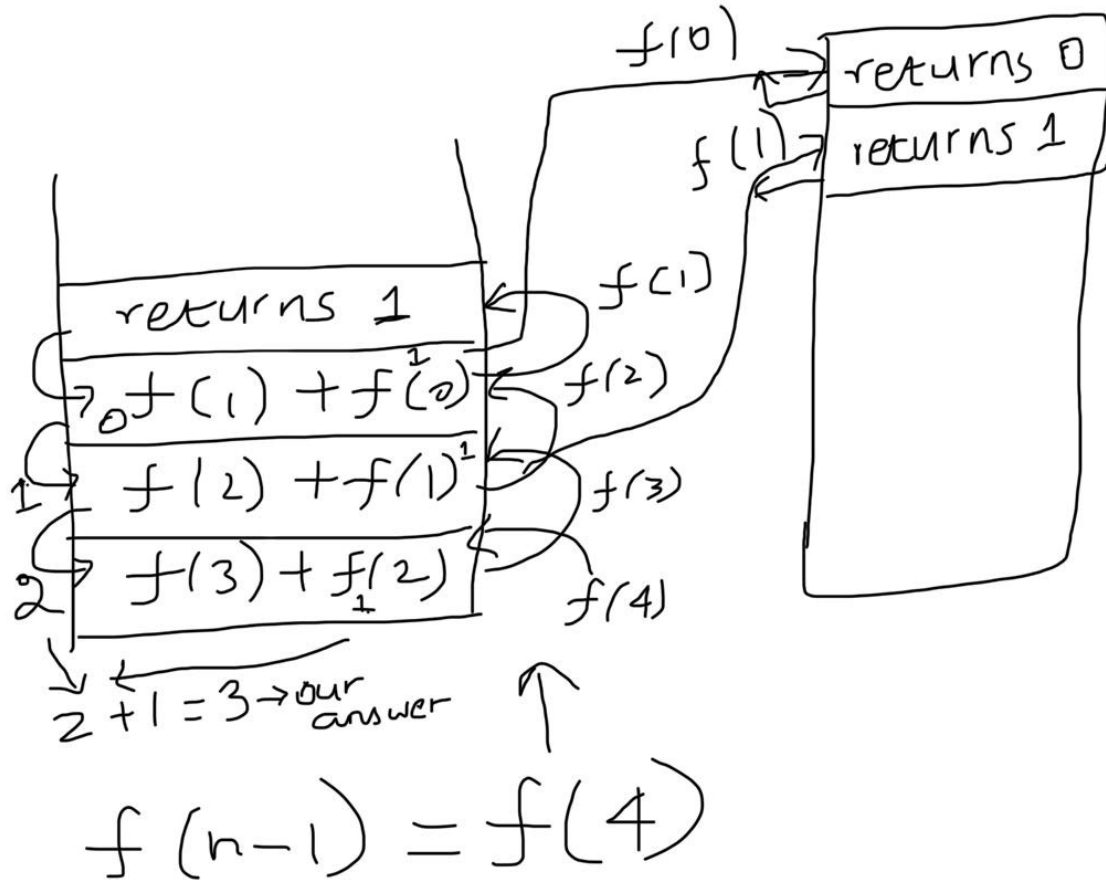 f(0)
returns 0
f(1)
returns 1
f(1)
returns 1
1
0 f(1) + f(0)
f(2)
1
1 f(2) + f(1)
f(3)
2 f(3) + f(2)
1
f(4)
2 + 1 = 3 → our
answer
f(n-1) = f(4)